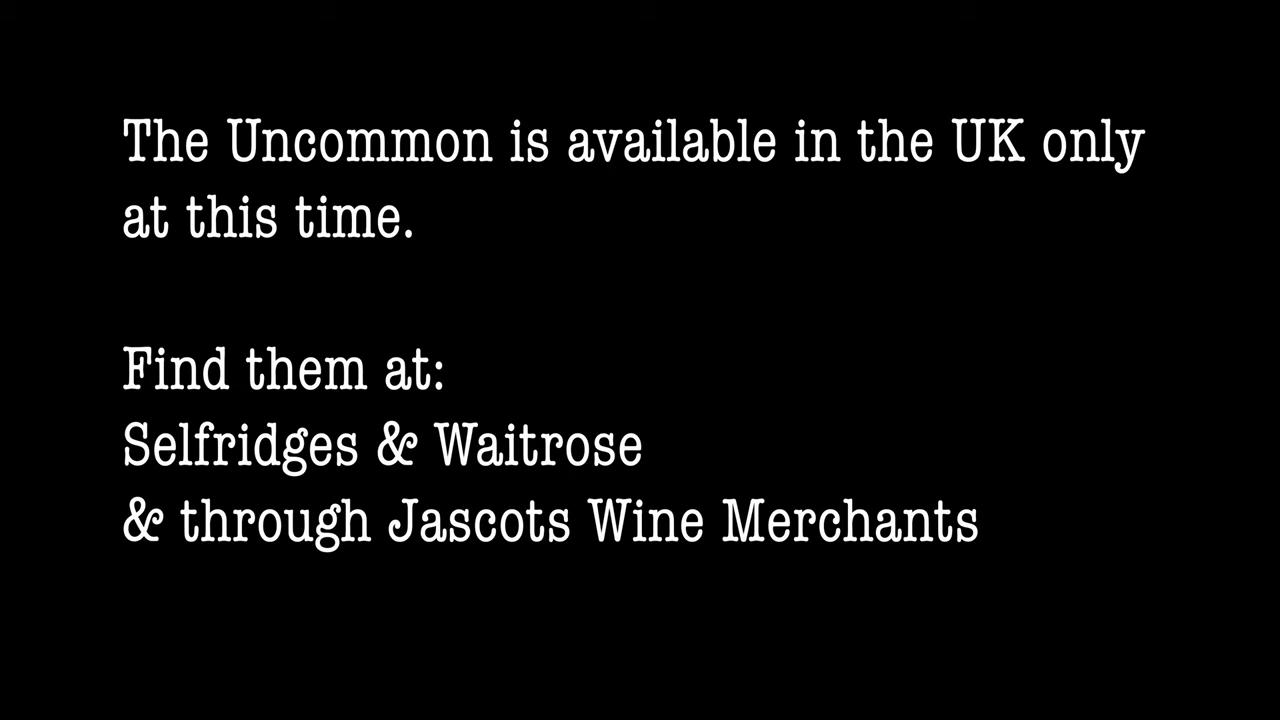 The Uncommon is available in the UK only
at this time.
Find them at:
Selfridges & Waitrose
& through Jascots Wine Merchants